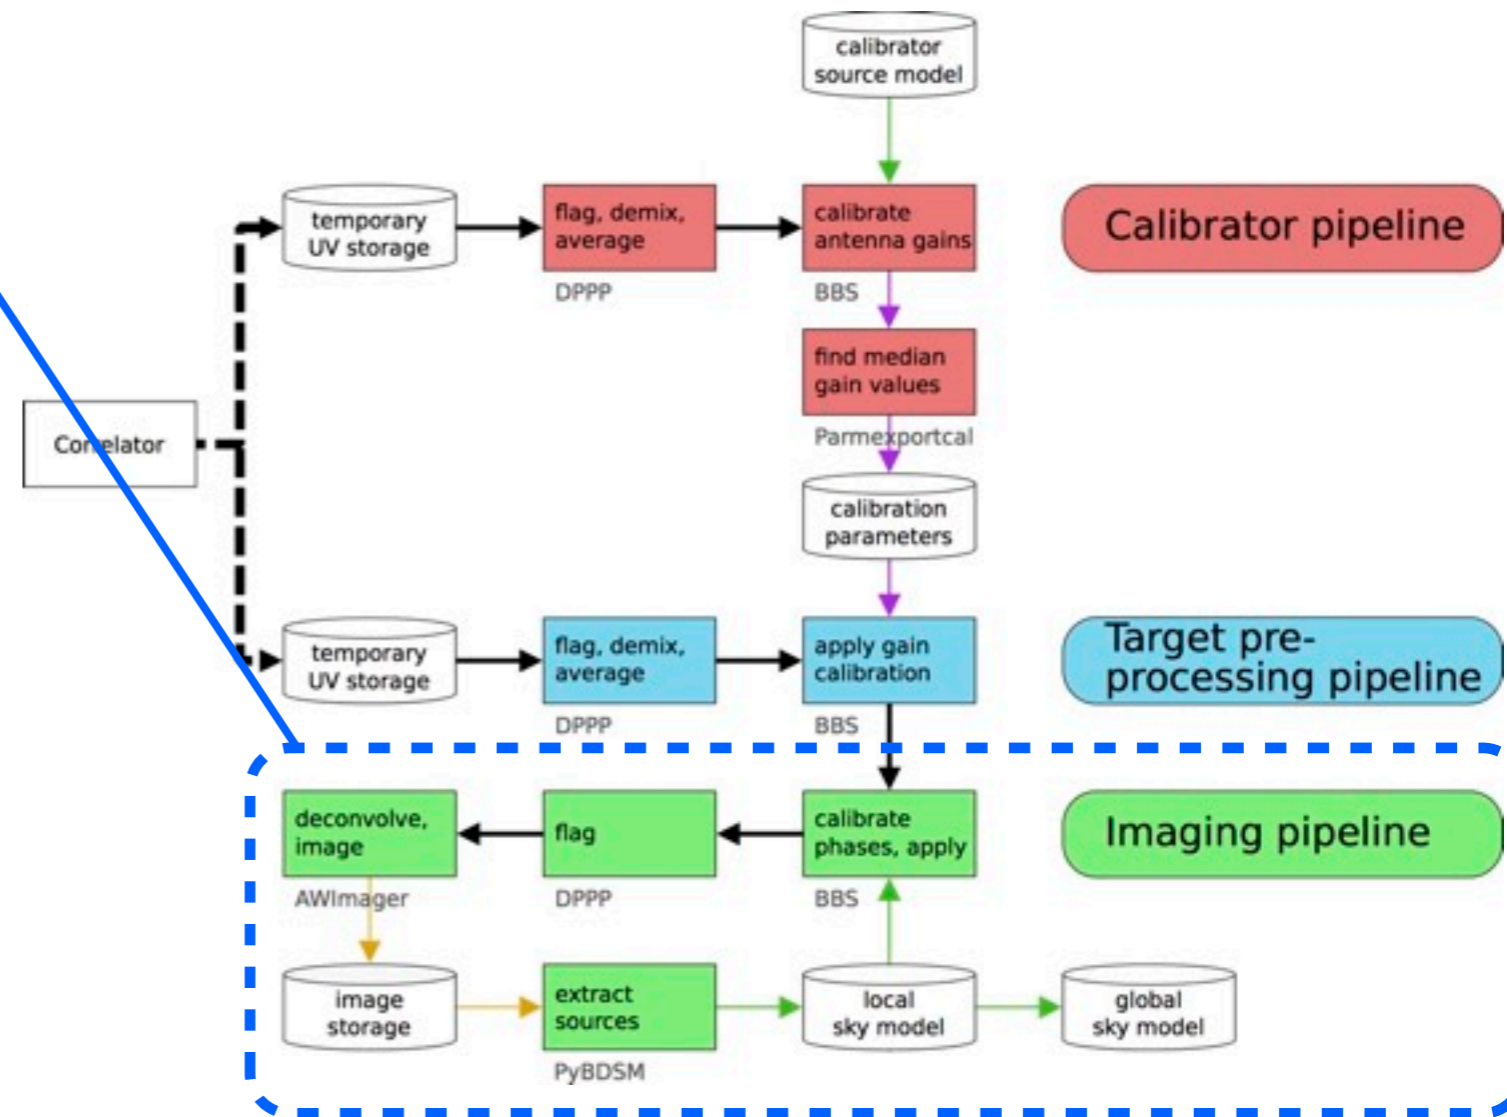 calibrator
source model
temporary
UV storage
flag, demix,
average
DPPP
calibrate
antenna gains
BBS
Calibrator pipeline
find median
gain values
Parmexportcal
Correlator
calibration
parameters
temporary
UV storage
flag, demix,
average
DPPP
apply gain
calibration
BBS
Target pre-
processing pipeline
deconvolve,
image
AWImager
flag
DPPP
calibrate
phases, apply
BBS
Imaging pipeline
image
storage
extract
sources
PyBDSM
local
sky model
global
sky model